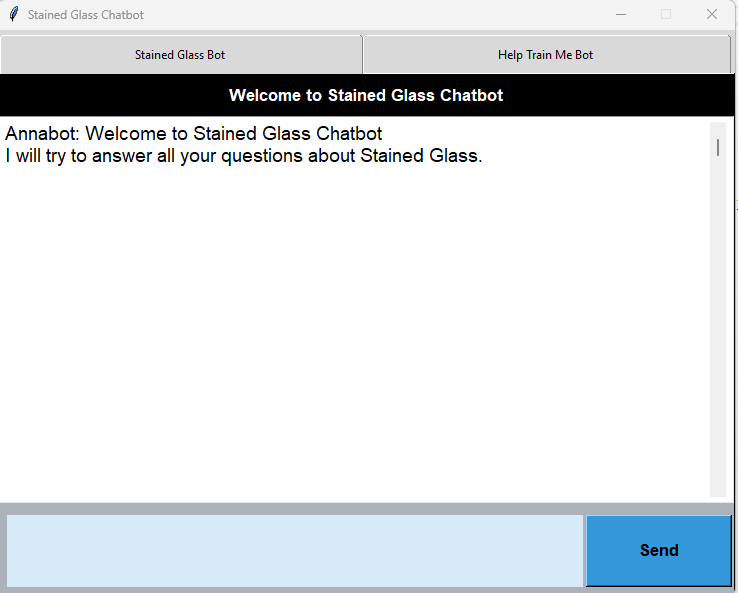 Stained Glass Chatbot
Stained Glass Bot
Help Train Me Bot
Welcome to Stained Glass Chatbot
Annabot: Welcome to Stained Glass Chatbot
I will try to answer all your questions about Stained Glass.
Send